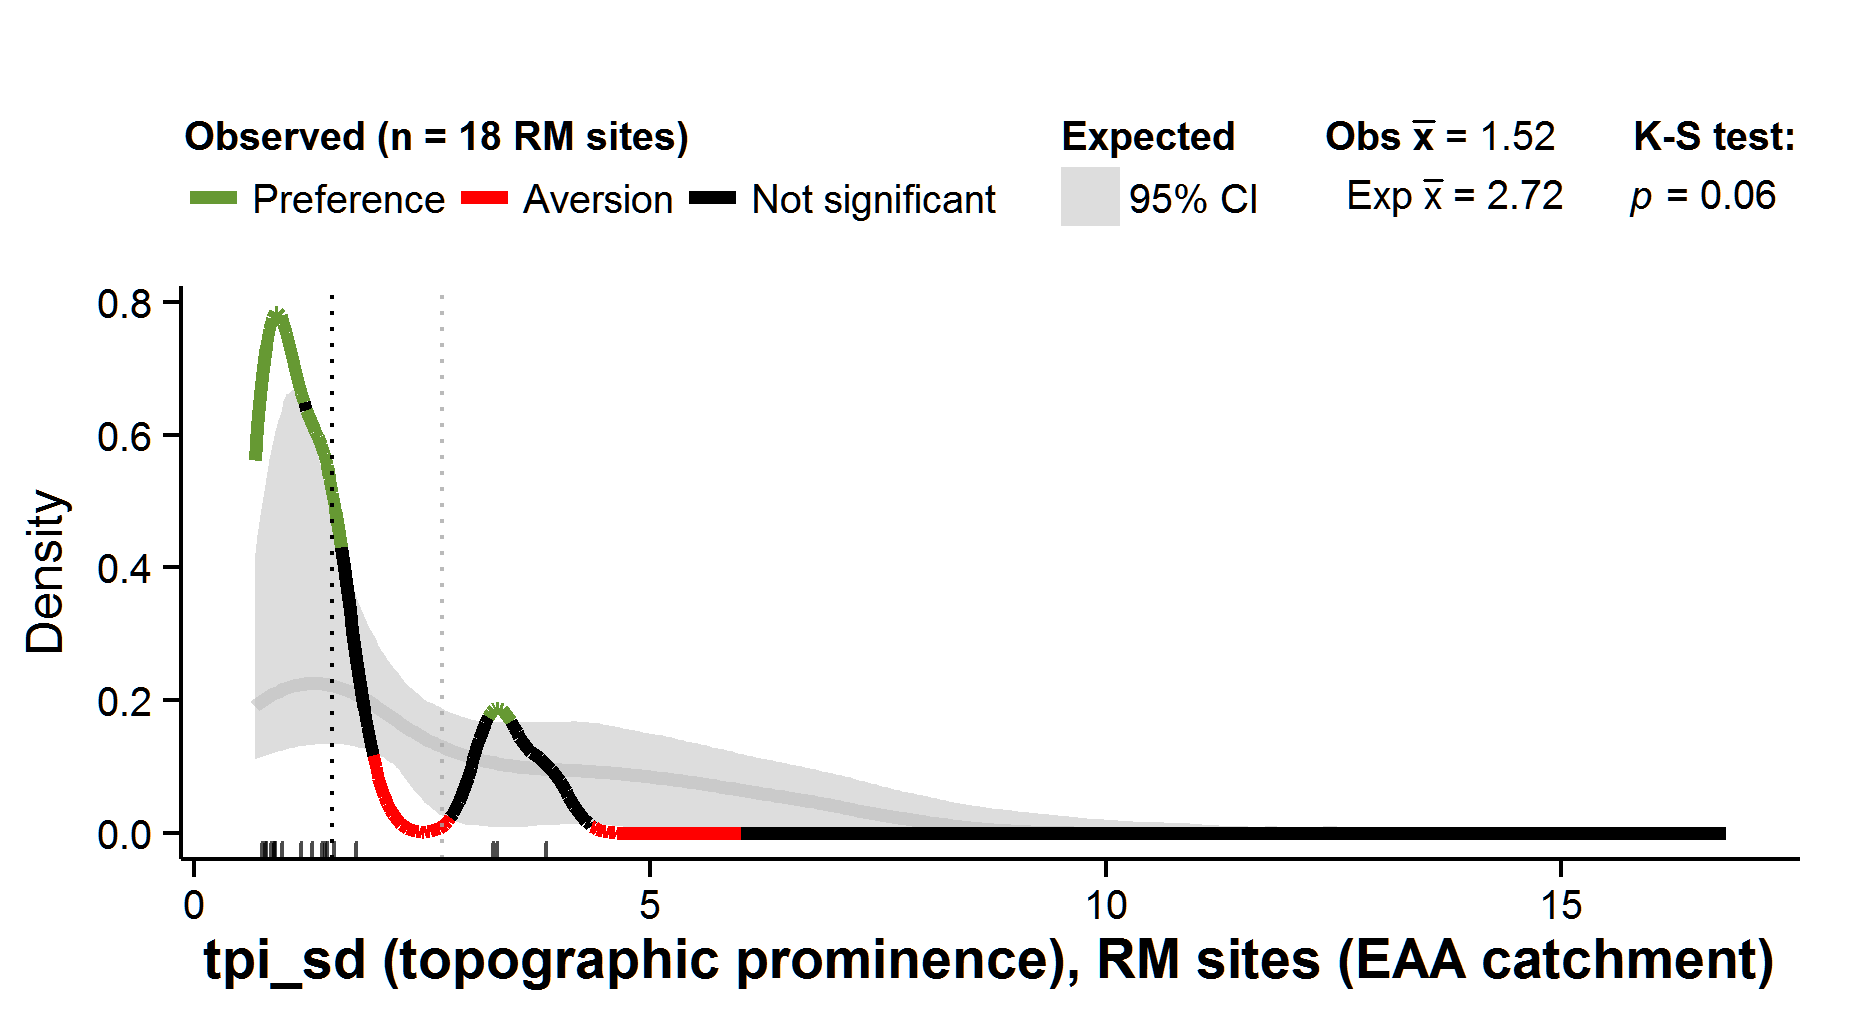 Observed (n = 18 RM sites) Expected Obs x̅ = 1.52 K-S test:
Preference Aversion Not significant 95% CI Exp x̅ = 2.72 p = 0.06
0.8
0.6
0.4
0.2
0.0
Density
0 5 10 15
tpi_sd (topographic prominence), RM sites (EAA catchment)